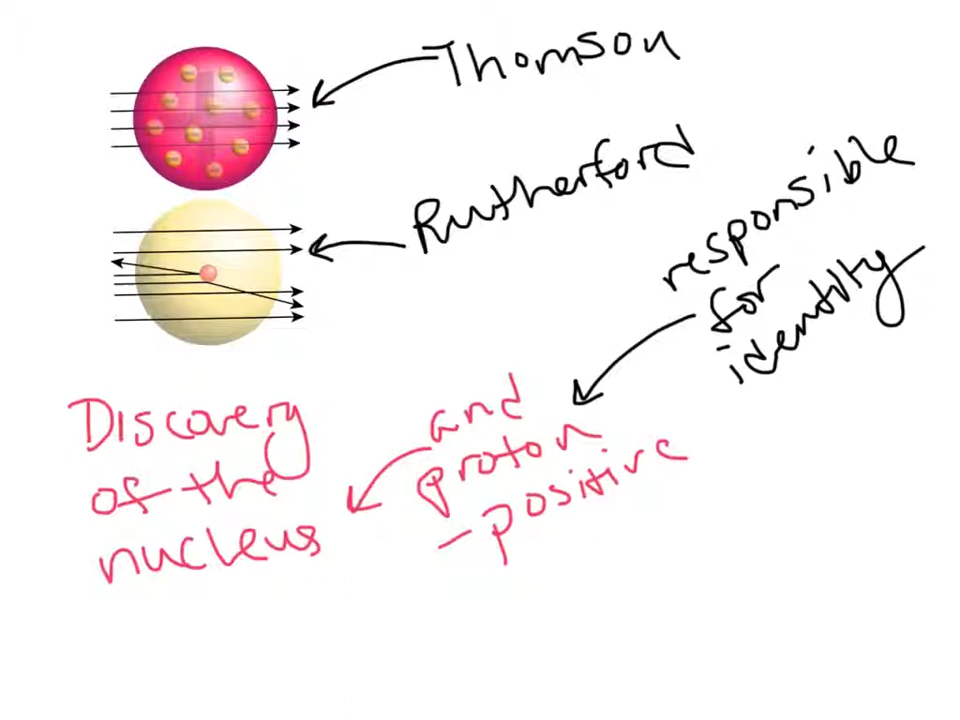 Thomson
Rutherford
responsible
for
identity
Discovery
of the
nucleus
and
proton
-positive